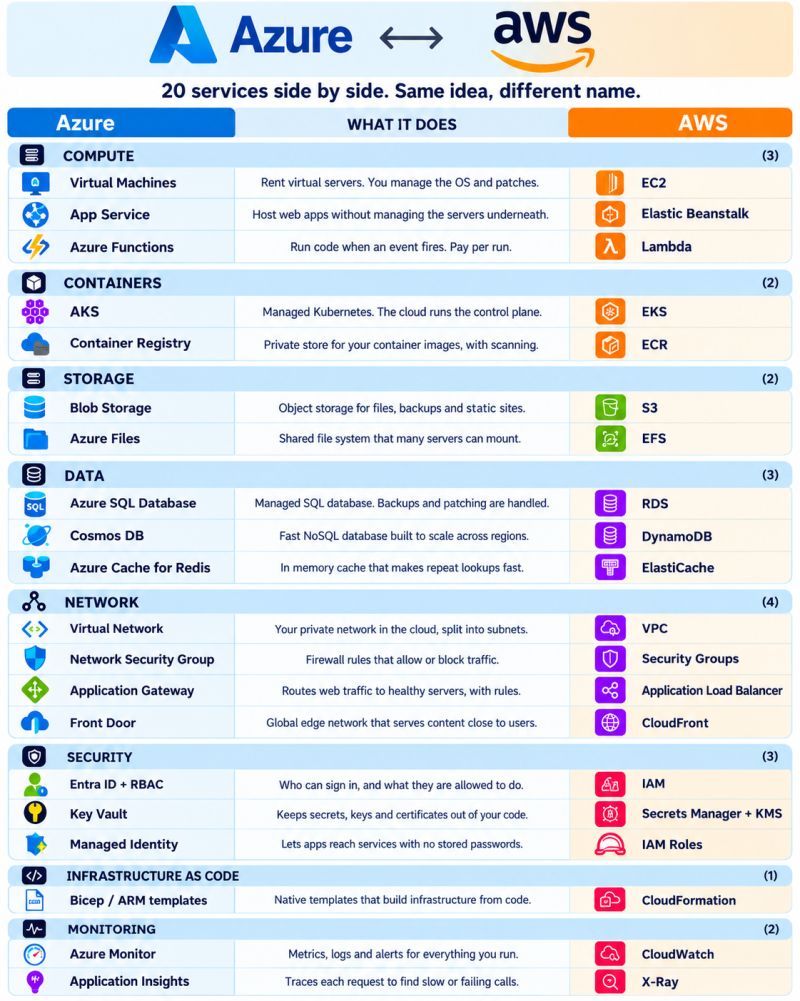 Azure aws
20 services side by side. Same idea, different name.
Azure WHAT IT DOES AWS
COMPUTE (3)
Virtual Machines Rent virtual servers. You manage the OS and patches. EC2
App Service Host web apps without managing the servers underneath. Elastic Beanstalk
Azure Functions Run code when an event fires. Pay per run. Lambda
CONTAINERS (2)
AKS Managed Kubernetes. The cloud runs the control plane. EKS
Container Registry Private store for your container images, with scanning. ECR
STORAGE (2)
Blob Storage Object storage for files, backups and static sites. S3
Azure Files Shared file system that many servers can mount. EFS
DATA (3)
SQL Azure SQL Database Managed SQL database. Backups and patching are handled. RDS
Cosmos DB Fast NoSQL database built to scale across regions. DynamoDB
Azure Cache for Redis In memory cache that makes repeat lookups fast. ElastiCache
NETWORK (4)
Virtual Network Your private network in the cloud, split into subnets. VPC
Network Security Group Firewall rules that allow or block traffic. Security Groups
Application Gateway Routes web traffic to healthy servers, with rules. Application Load Balancer
Front Door Global edge network that serves content close to users. CloudFront
SECURITY (3)
Entra ID + RBAC Who can sign in, and what they are allowed to do. IAM
Key Vault Keeps secrets, keys and certificates out of your code. Secrets Manager + KMS
Managed Identity Lets apps reach services with no stored passwords. IAM Roles
INFRASTRUCTURE AS CODE (1)
Bicep / ARM templates Native templates that build infrastructure from code. CloudFormation
MONITORING (2)
Azure Monitor Metrics, logs and alerts for everything you run. CloudWatch
Application Insights Traces each request to find slow or failing calls. X-Ray